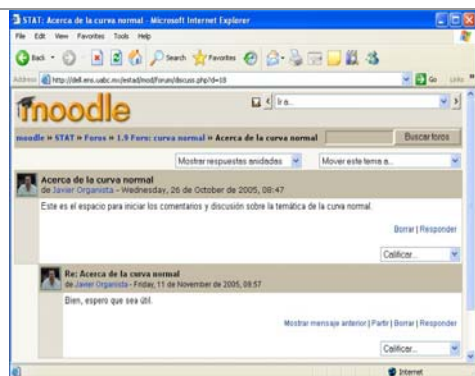 STAT: Acerca de la curva normal - Microsoft Internet Explorer
File Edit View Favorites Tools Help
Back Search Favorites
Address http://dell.ens.uabc.mx/estad/mod/forum/discuss.php?d=18 Go Links
moodle Ir a...
moodle » STAT » Foros » 1.9 Foro: curva normal » Acerca de la curva normal Buscar foros
Mostrar respuestas anidadas Mover este tema a...
Acerca de la curva normal
de Javier Organista - Wednesday, 26 de October de 2005, 08:47
Este es el espacio para iniciar los comentarios y discusión sobre la temática de la curva normal.
Borrar | Responder
Calificar...
Re: Acerca de la curva normal
de Javier Organista - Friday, 11 de November de 2005, 09:57
Bien, espero que sea útil.
Mostrar mensaje anterior | Partir | Borrar | Responder
Calificar...
Internet